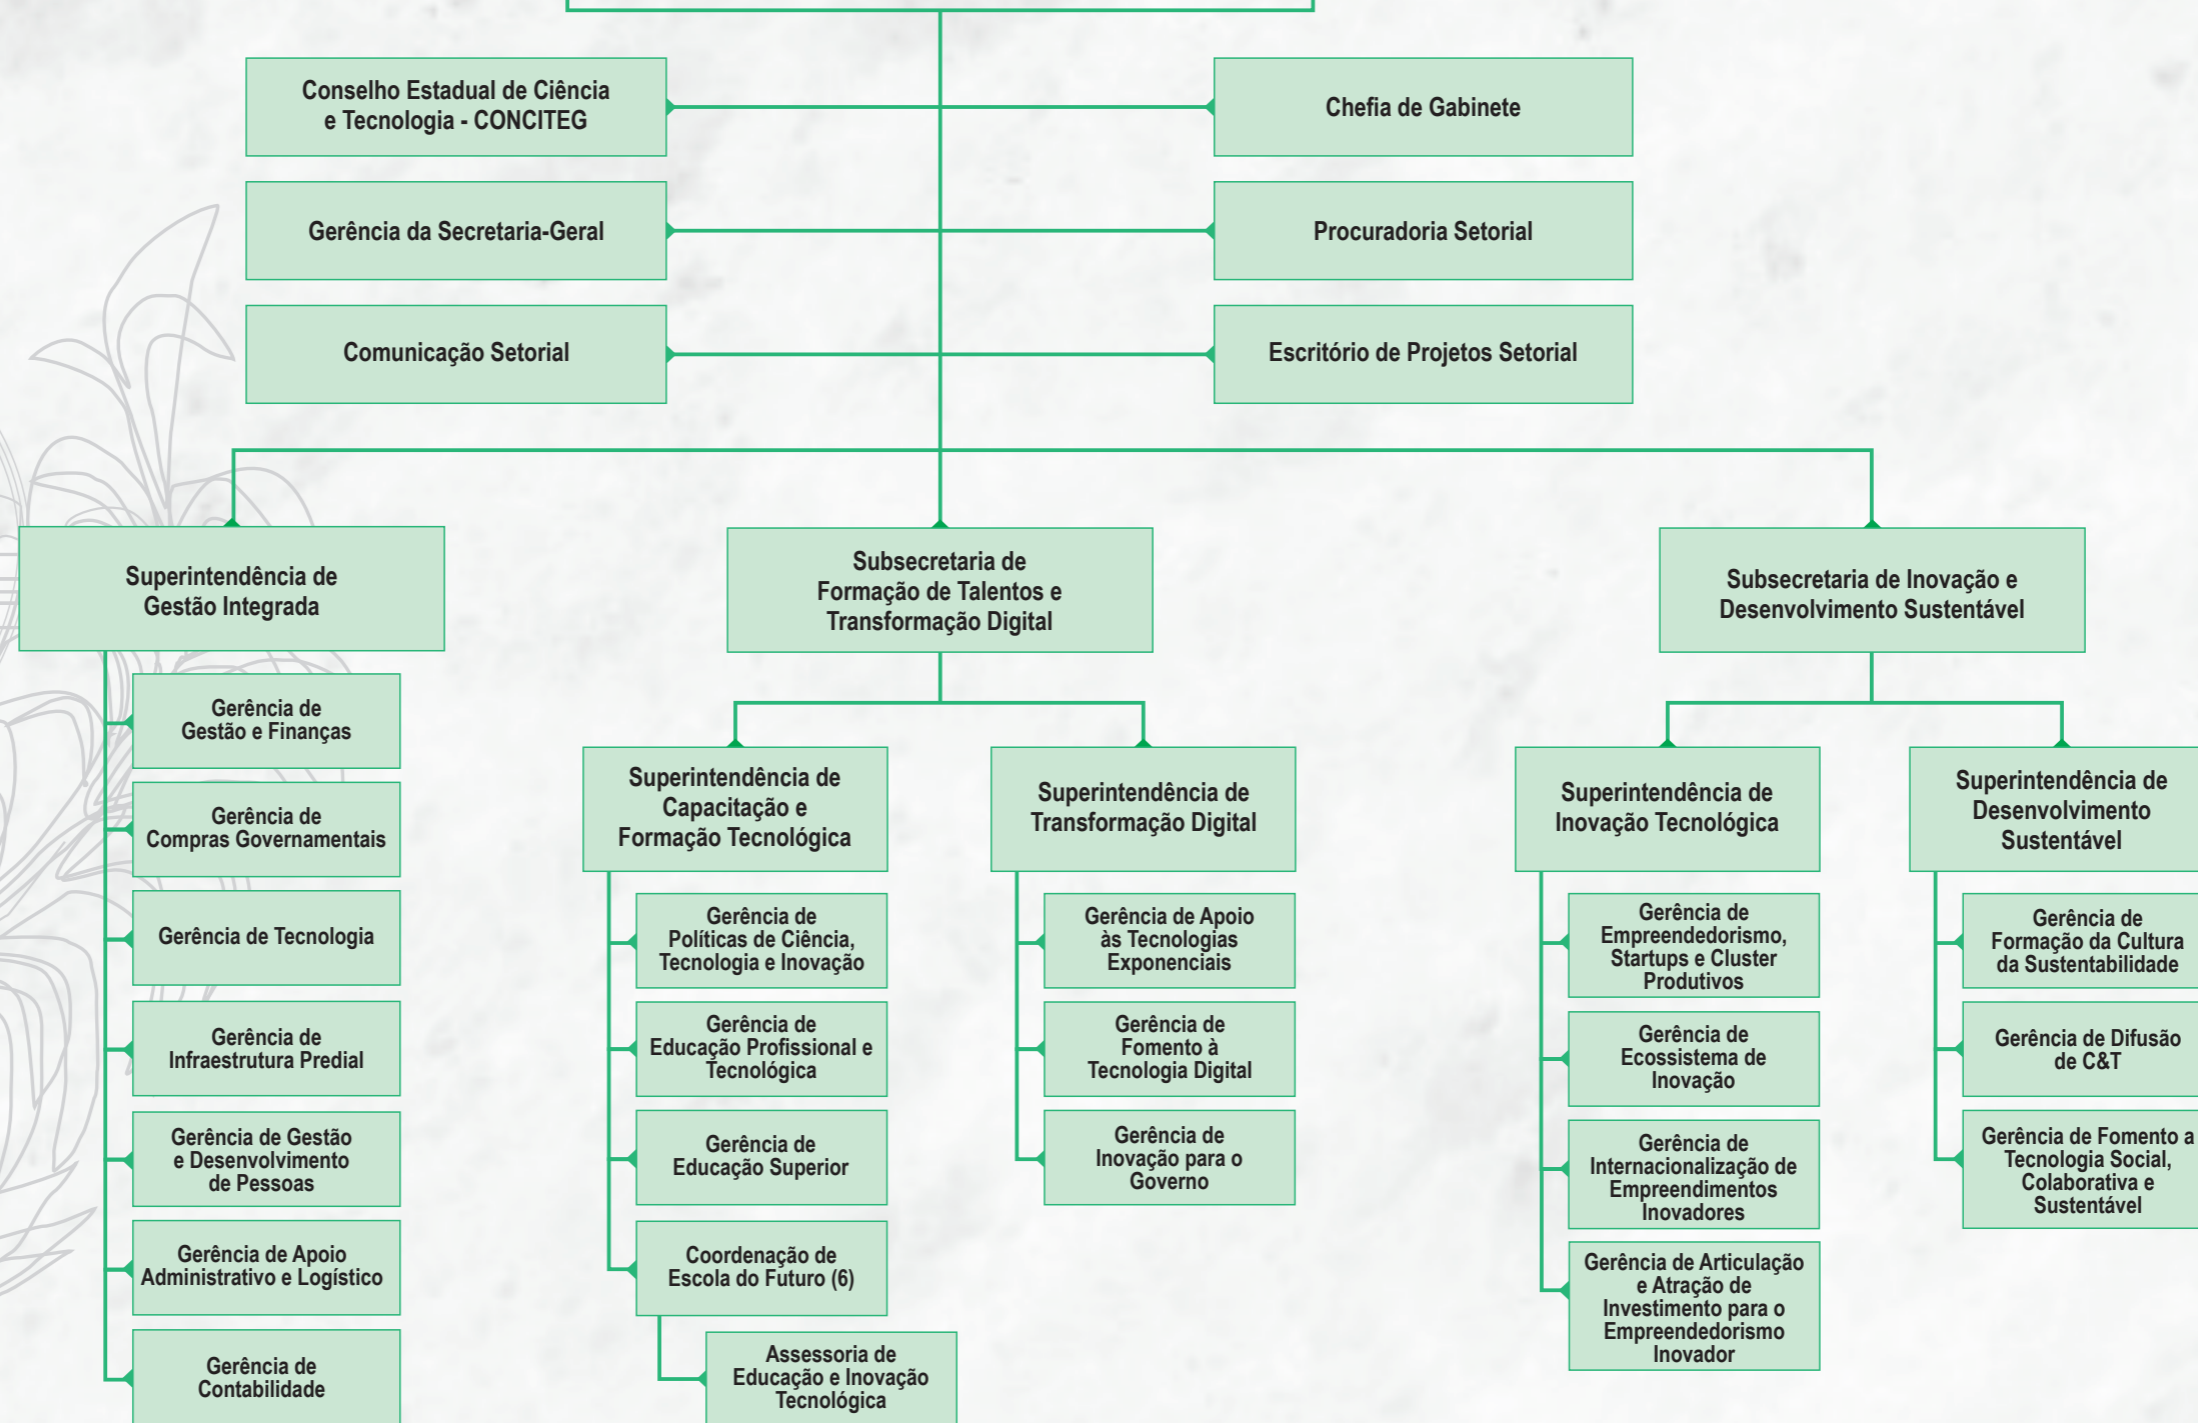 Conselho Estadual de Ciência
e Tecnologia - CONCITEG
Chefia de Gabinete
Gerência da Secretaria-Geral
Procuradoria Setorial
Comunicação Setorial
Escritório de Projetos Setorial
Superintendência de
Gestão Integrada
Gerência de
Gestão e Finanças
Gerência de
Compras Governamentais
Gerência de Tecnologia
Gerência de
Infraestrutura Predial
Gerência de Gestão
e Desenvolvimento
de Pessoas
Gerência de Apoio
Administrativo e Logístico
Gerência de
Contabilidade
Subsecretaria de
Formação de Talentos e
Transformação Digital
Superintendência de
Capacitação e
Formação Tecnológica
Gerência de
Políticas de Ciência,
Tecnologia e Inovação
Gerência de
Educação Profissional e
Tecnológica
Gerência de
Educação Superior
Coordenação de
Escola do Futuro (6)
Assessoria de
Educação e Inovação
Tecnológica
Superintendência de
Transformação Digital
Gerência de Apoio
às Tecnologias
Exponenciais
Gerência de
Fomento à
Tecnologia Digital
Gerência de
Inovação para o
Governo
Subsecretaria de Inovação e
Desenvolvimento Sustentável
Superintendência de
Inovação Tecnológica
Gerência de
Empreendedorismo,
Startups e Cluster
Produtivos
Gerência de
Ecossistema de
Inovação
Gerência de
Internacionalização de
Empreendimentos
Inovadores
Gerência de Articulação
e Atração de
Investimento para o
Empreendedorismo
Inovador
Superintendência de
Desenvolvimento
Sustentável
Gerência de
Formação da Cultura
da Sustentabilidade
Gerência de Difusão
de C&T
Gerência de Fomento a
Tecnologia Social,
Colaborativa e
Sustentável